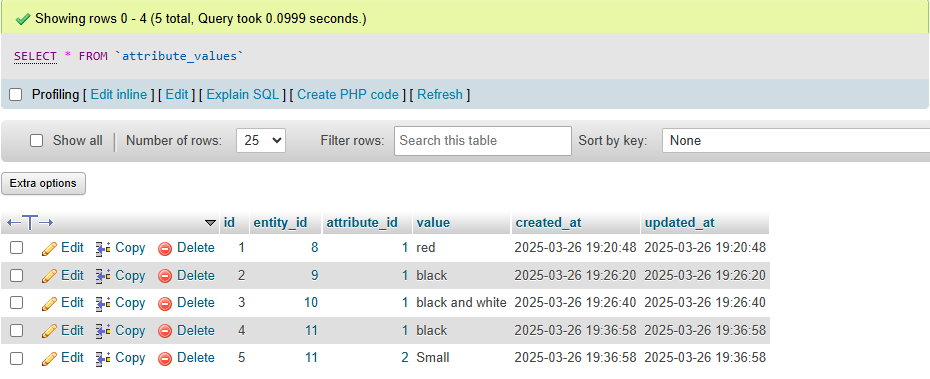 Showing rows 0 - 4 (5 total, Query took 0.0999 seconds.)
SELECT * FROM `attribute_values`
Profiling [ Edit inline ] [ Edit ] [ Explain SQL ] [ Create PHP code ] [ Refresh ]
Show all Number of rows: 25 Filter rows: Search this table Sort by key: None
Extra options
id entity_id attribute_id value created_at updated_at
Edit Copy Delete 1 8 1 red 2025-03-26 19:20:48 2025-03-26 19:20:48
Edit Copy Delete 2 9 1 black 2025-03-26 19:26:20 2025-03-26 19:26:20
Edit Copy Delete 3 10 1 black and white 2025-03-26 19:26:40 2025-03-26 19:26:40
Edit Copy Delete 4 11 1 black 2025-03-26 19:36:58 2025-03-26 19:36:58
Edit Copy Delete 5 11 2 Small 2025-03-26 19:36:58 2025-03-26 19:36:58